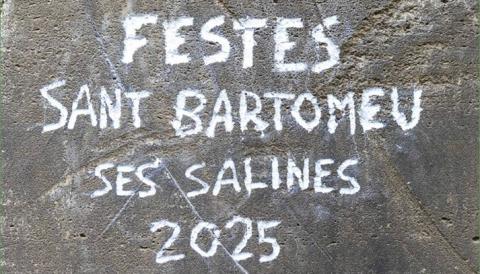 FESTES
SANT BARTOMEU
SES SALINES
2025